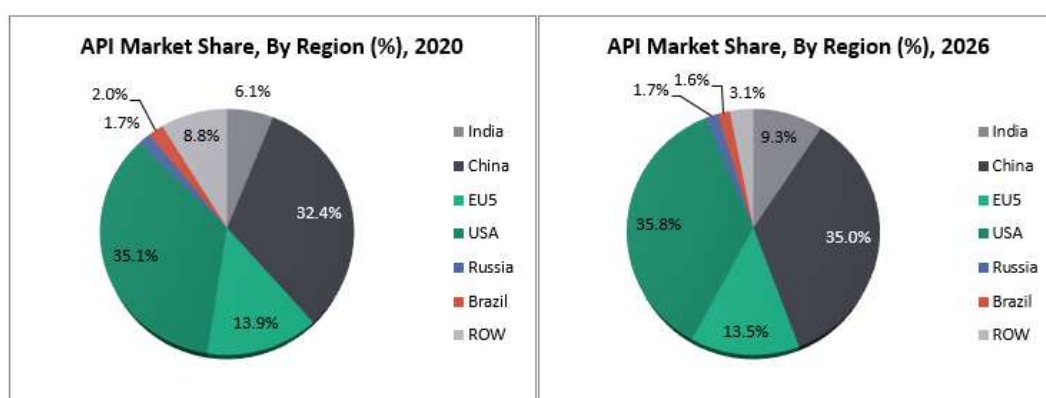 API Market Share, By Region (%), 2020
2.0%
6.1%
1.7%
8.8%
32.4%
35.1%
13.9%
India
China
EU5
USA
Russia
Brazil
ROW
API Market Share, By Region (%), 2026
1.6%
1.7%
3.1%
9.3%
35.8%
35.0%
13.5%
India
China
EU5
USA
Russia
Brazil
ROW